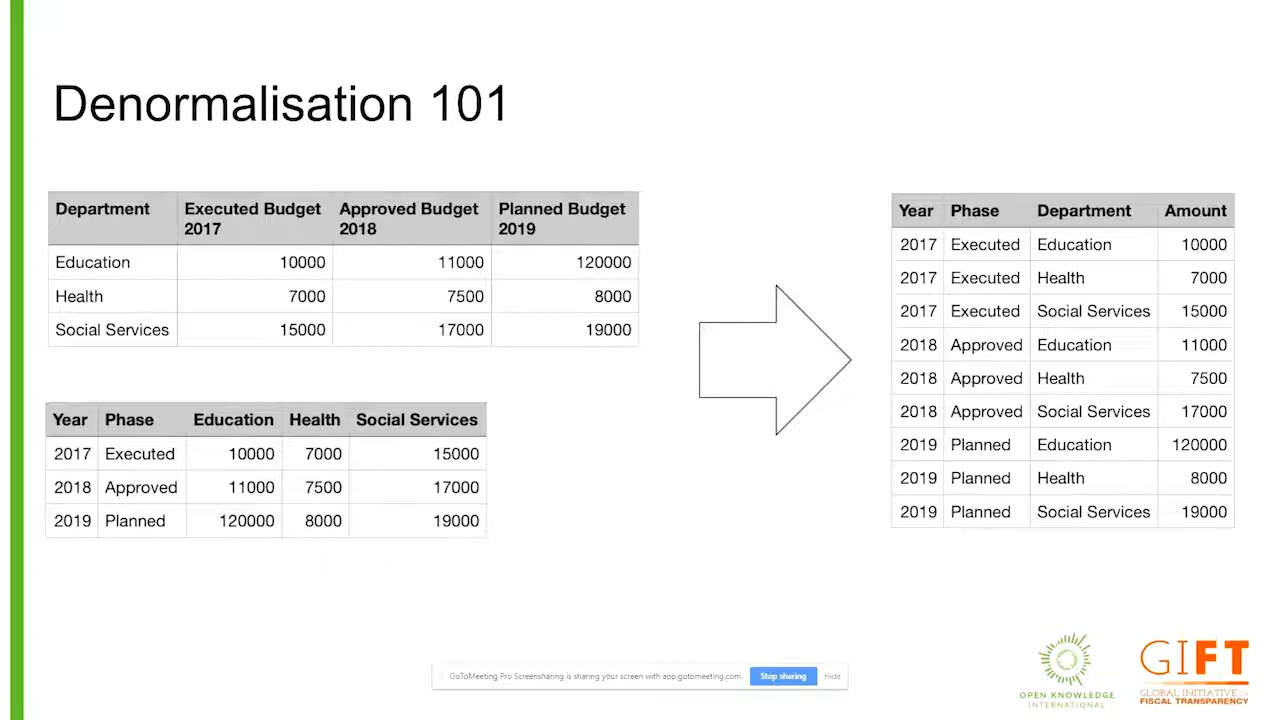 Denormalisation 101
Department Executed Budget 2017 Approved Budget 2018 Planned Budget 2019
Education 10000 11000 120000
Health 7000 7500 8000
Social Services 15000 17000 19000
Year Phase Education Health Social Services
2017 Executed 10000 7000 15000
2018 Approved 11000 7500 17000
2019 Planned 120000 8000 19000
Year Phase Department Amount
2017 Executed Education 10000
2017 Executed Health 7000
2017 Executed Social Services 15000
2018 Approved Education 11000
2018 Approved Health 7500
2018 Approved Social Services 17000
2019 Planned Education 120000
2019 Planned Health 8000
2019 Planned Social Services 19000
GoToMeeting Pro Screensharing is sharing your screen with app.gotomeeting.com. Stop sharing Hide
OPEN KNOWLEDGE
INTERNATIONAL
GIFT
GLOBAL INITIATIVE
FISCAL TRANSPARENCY